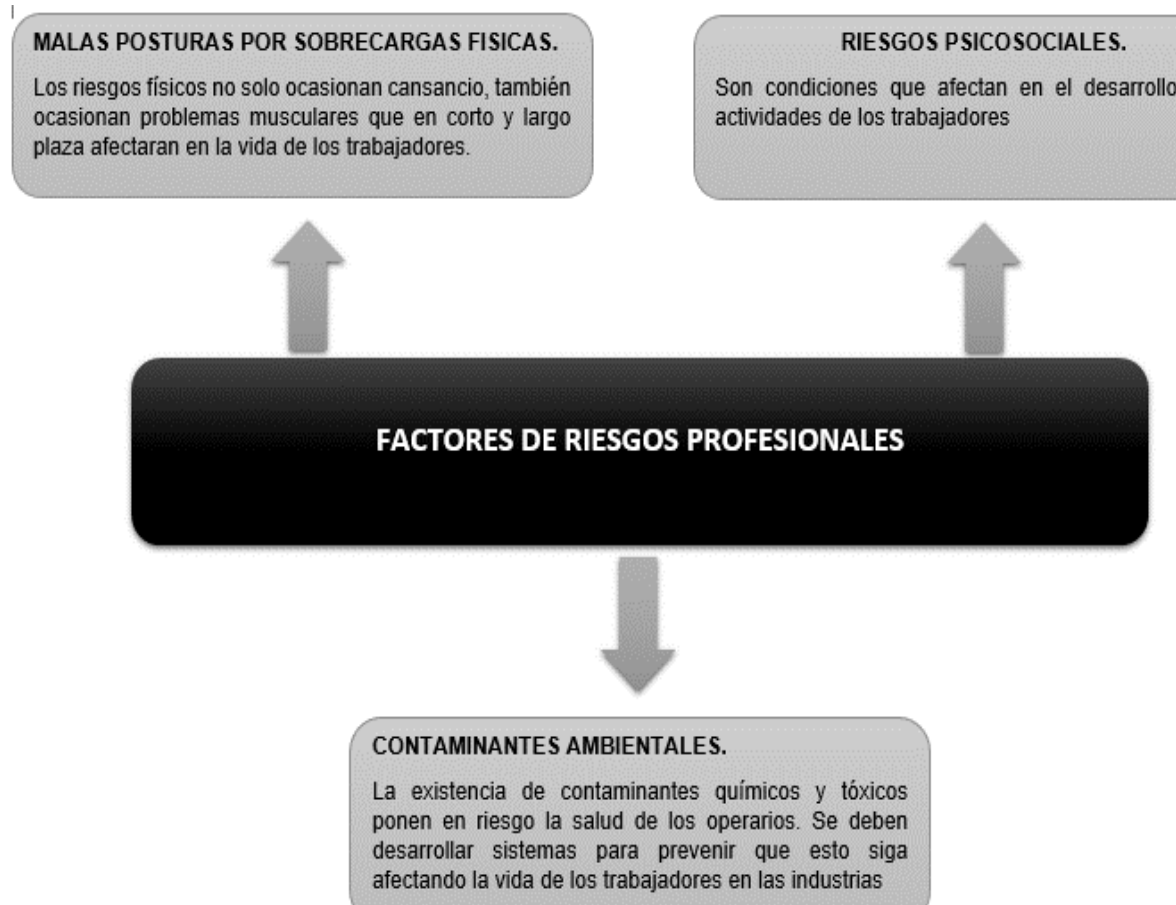 MALAS POSTURAS POR SOBRECARGAS FISICAS.
Los riesgos físicos no solo ocasionan cansancio, también
ocasionan problemas musculares que en corto y largo
plaza afectaran en la vida de los trabajadores.
RIESGOS PSICOSOCIALES.
Son condiciones que afectan en el desarrollo
actividades de los trabajadores
FACTORES DE RIESGOS PROFESIONALES
CONTAMINANTES AMBIENTALES.
La existencia de contaminantes químicos y tóxicos
ponen en riesgo la salud de los operarios. Se deben
desarrollar sistemas para prevenir que esto siga
afectando la vida de los trabajadores en las industrias